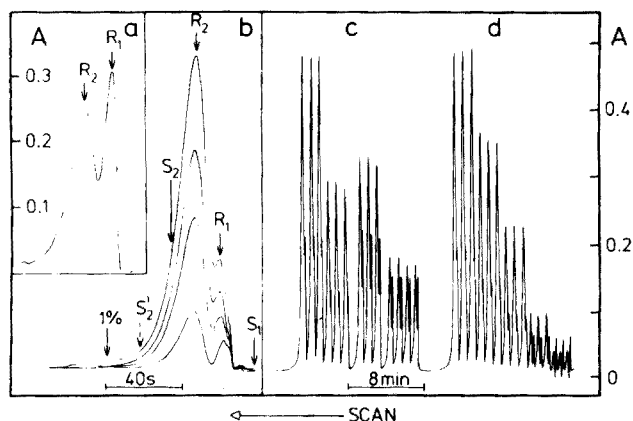 A a b c d A
R₂ R₁
R₂
0.3
0.2
0.1
S₂
R₁
1% S₂' S₁
40s
8min
0.4
0.2
0
SCAN